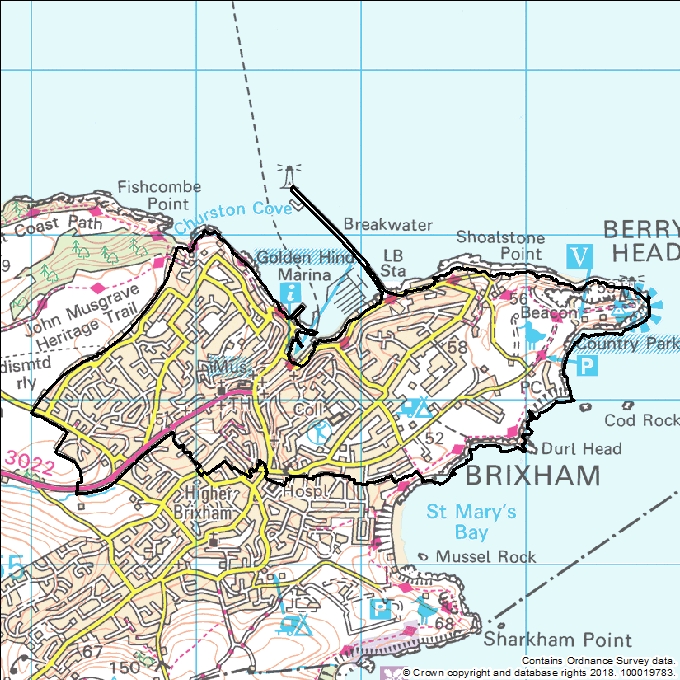 Fishcombe
Point
Churston Cove
Coast Path
Breakwater
BERRY
HEAD
Shoalstone
Point
V
Golden Hind
Marina
LB
Sta
i
9
56
Beacon
John Musgrave
Heritage Trail
Country Park
P
dismtd
rly
Mus
58
PC
Coll
Cod Rock
52
Durl Head
3022
BRIXHAM
Hospl
Higher
Brixham
St Mary's
Bay
Mussel Rock
P
68
Sharkham Point
67
150
Contains Ordnance Survey data.
© Crown copyright and database rights 2018. 100019783.